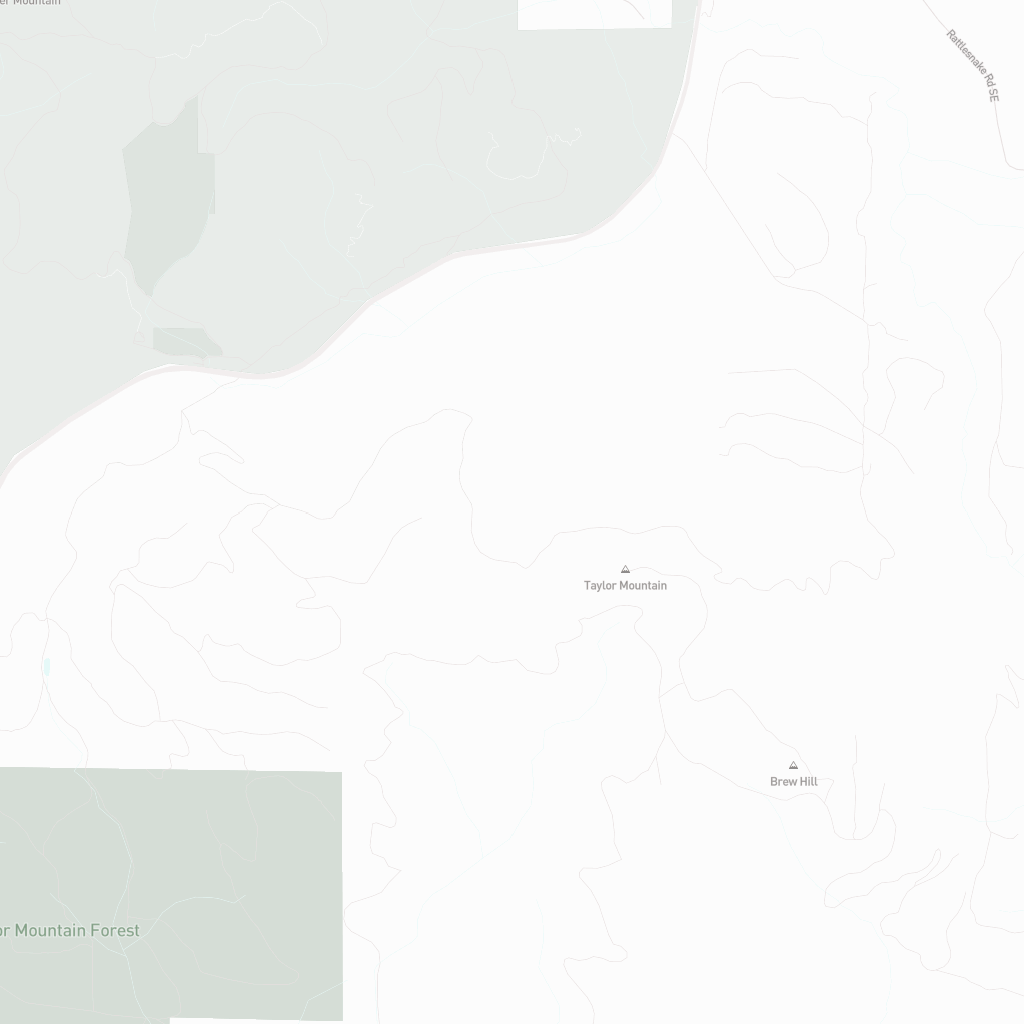 er Mountain
Rattlesnake Rd SE
Taylor Mountain
Brew Hill
or Mountain Forest